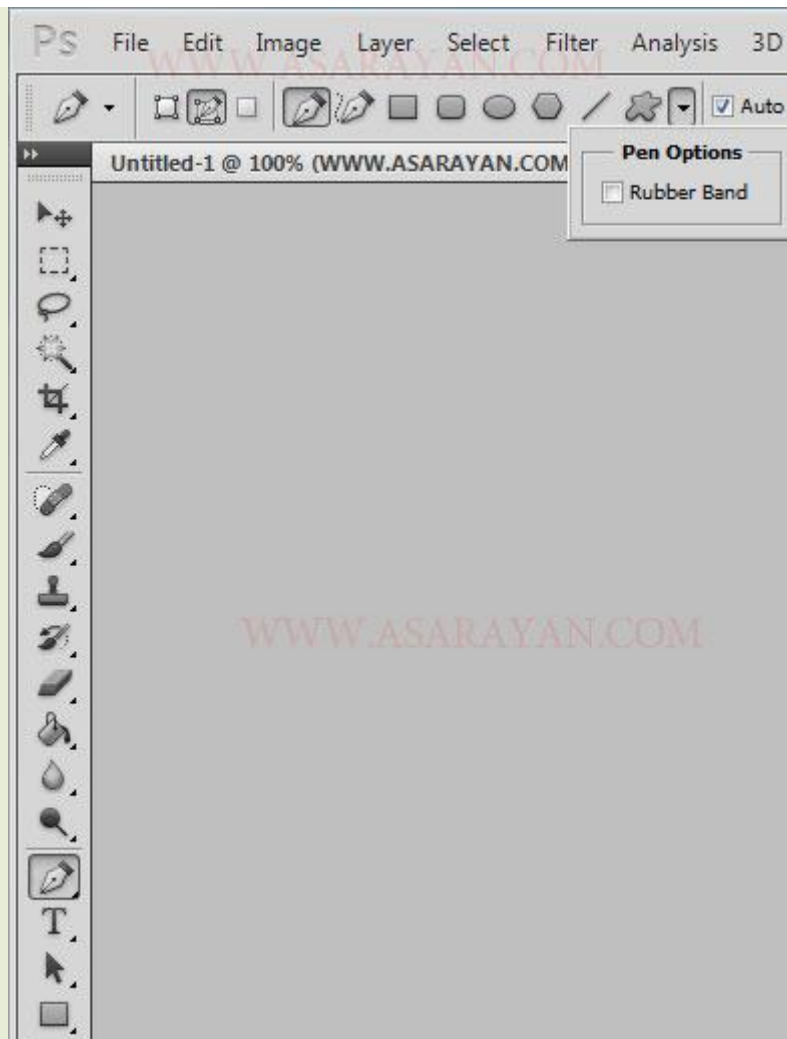 Ps File Edit Image Layer Select Filter Analysis 3D
WWW.ASARAYAN.COM
Auto
Untitled-1 @ 100% (WWW.ASARAYAN.COM
Pen Options
Rubber Band
WWW.ASARAYAN.COM
T